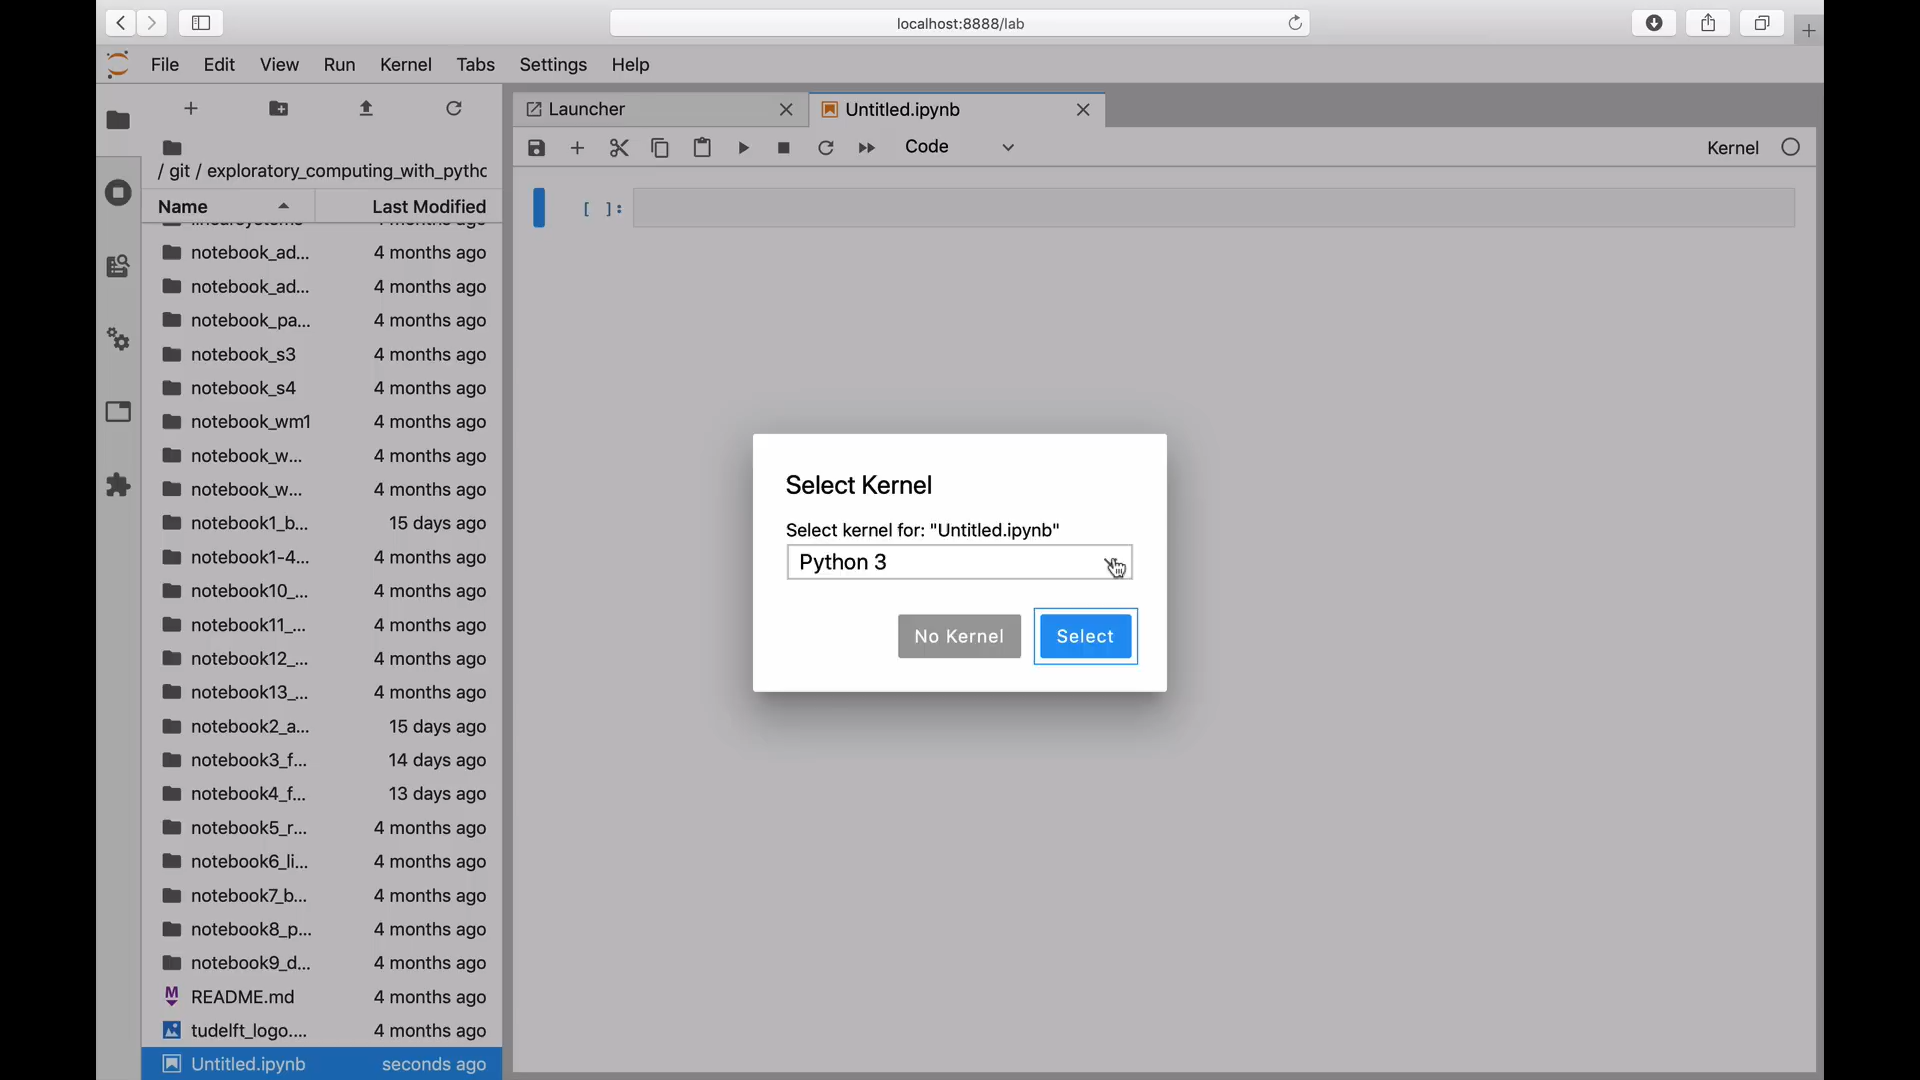 localhost:8888/lab
File Edit View Run Kernel Tabs Settings Help
/ git / exploratory_computing_with_pythc
Name Last Modified
notebook_ad... 4 months ago
notebook_ad... 4 months ago
notebook_pa... 4 months ago
notebook_s3 4 months ago
notebook_s4 4 months ago
notebook_wm1 4 months ago
notebook_w... 4 months ago
notebook_w... 4 months ago
notebook1_b... 15 days ago
notebook1-4... 4 months ago
notebook10_... 4 months ago
notebook11_... 4 months ago
notebook12_... 4 months ago
notebook13_... 4 months ago
notebook2_a... 15 days ago
notebook3_f... 14 days ago
notebook4_f... 13 days ago
notebook5_r... 4 months ago
notebook6_li... 4 months ago
notebook7_b... 4 months ago
notebook8_p... 4 months ago
notebook9_d... 4 months ago
README.md 4 months ago
tudelft_logo.... 4 months ago
Untitled.ipynb seconds ago
Launcher
Untitled.ipynb
Code
Kernel
[ ]:
Select Kernel
Select kernel for: "Untitled.ipynb"
Python 3
No Kernel
Select